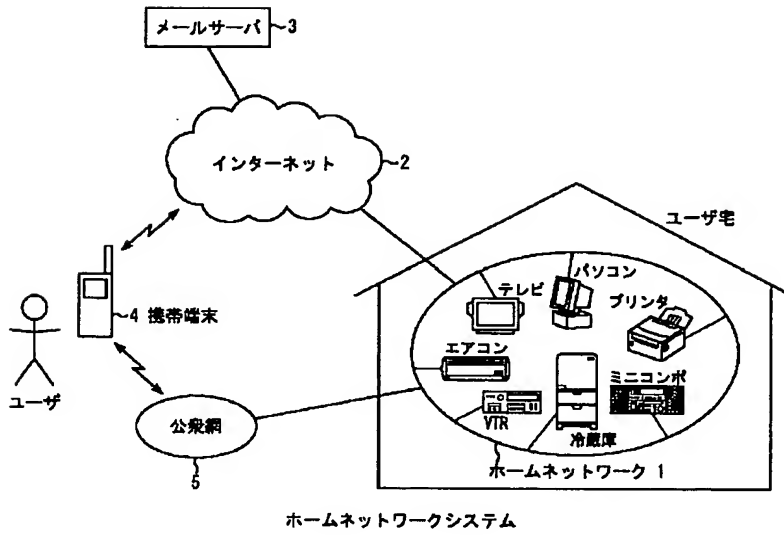 メールサーバ 3
インターネット 2
ユーザ宅
テレビ
パソコン
プリンタ
4 携帯端末
エアコン
ミニコンポ
ユーザ
公衆網
VTR
冷蔵庫
5
ホームネットワーク 1
ホームネットワークシステム